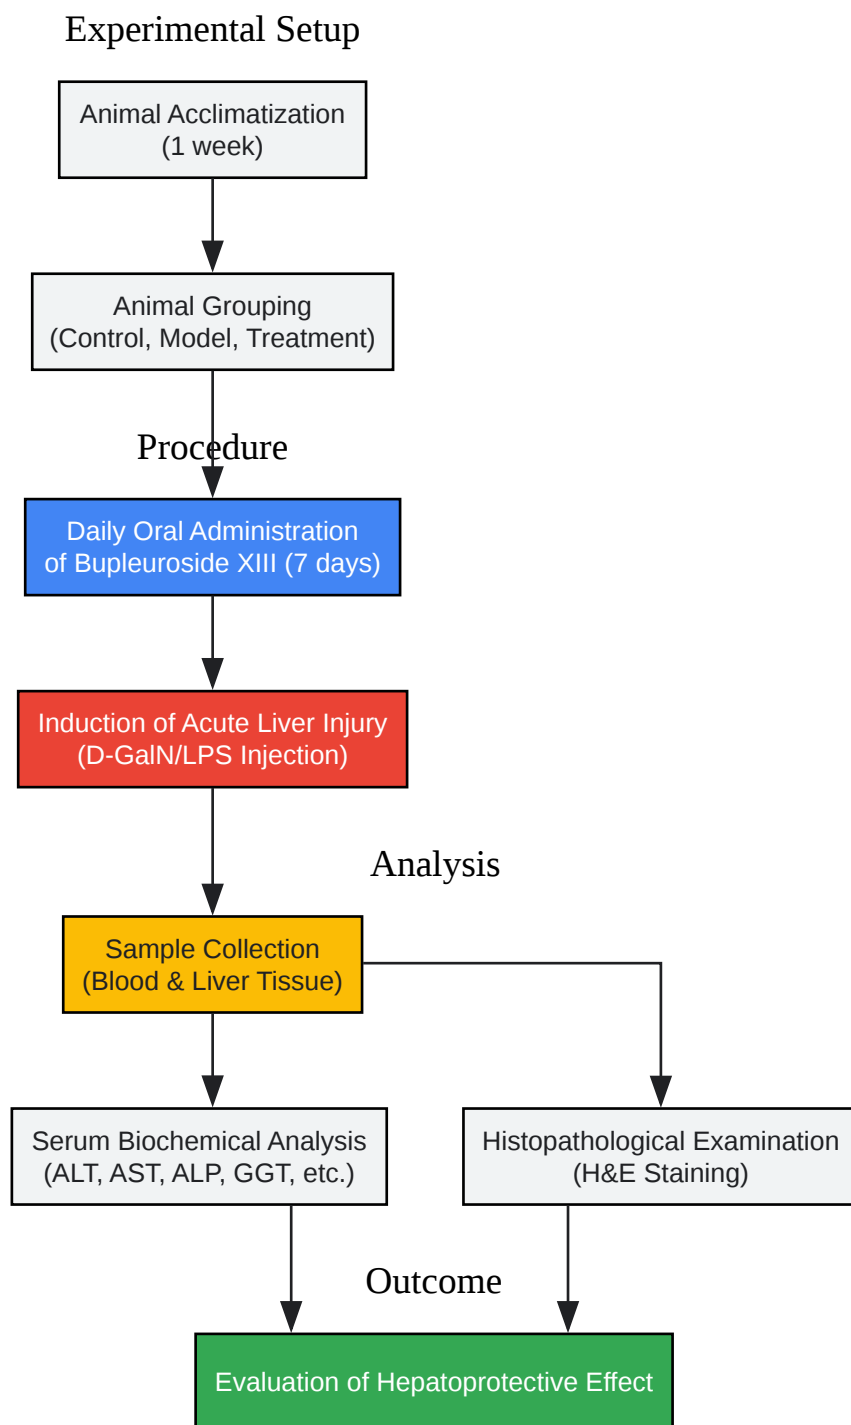 Experimental Setup
Animal Acclimatization
(1 week)
Animal Grouping
(Control, Model, Treatment)
Procedure
Daily Oral Administration
of Bupleuroside XIII (7 days)
Induction of Acute Liver Injury
(D-GalN/LPS Injection)
Analysis
Sample Collection
(Blood & Liver Tissue)
Serum Biochemical Analysis
(ALT, AST, ALP, GGT, etc.)
Histopathological Examination
(H&E Staining)
Outcome
Evaluation of Hepatoprotective Effect